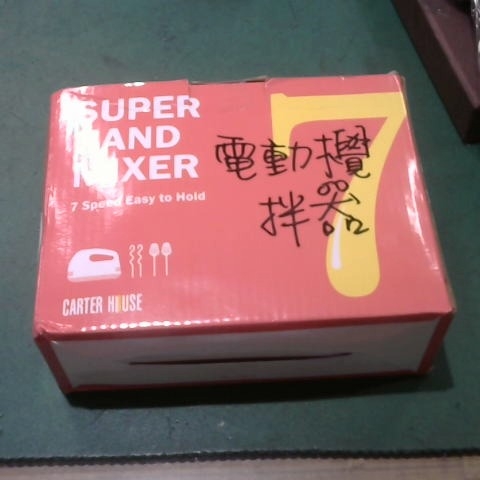 SUPER
HAND
MIXER
7 Speed Easy to Hold
7
電動攪
拌器
CARTER HOUSE